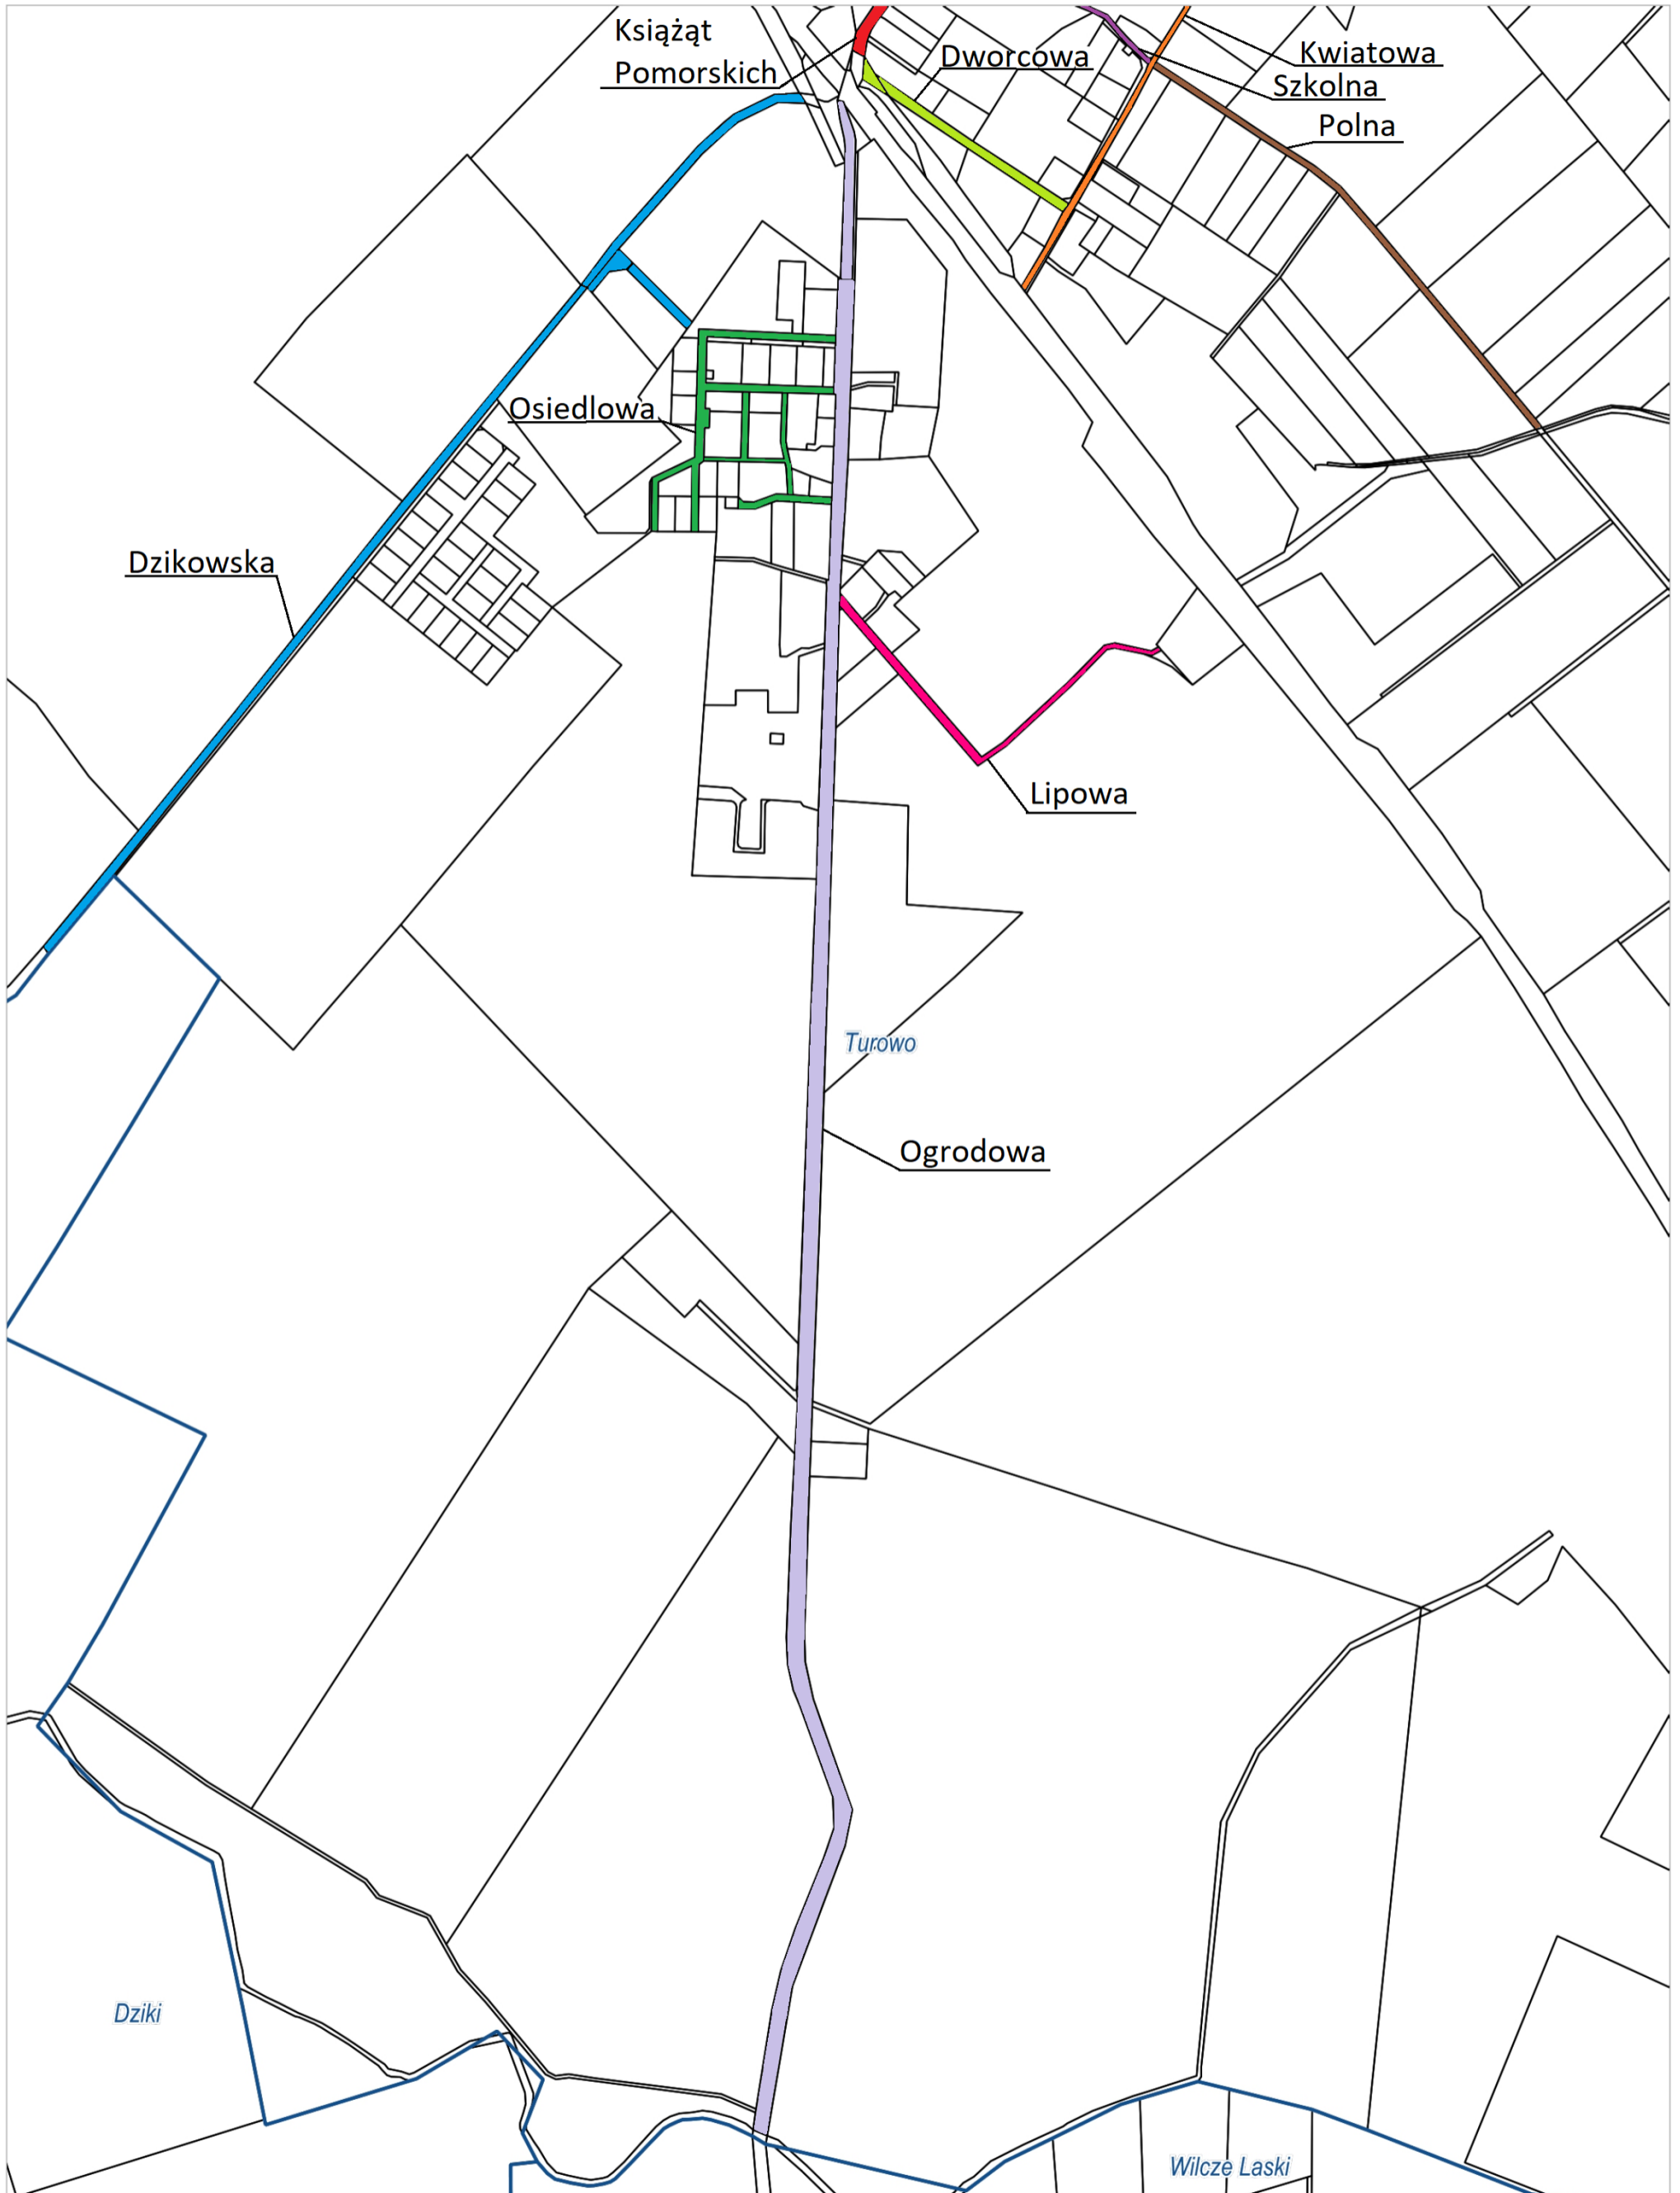 Książąt
Pomorskich
Dworcowa
Kwiatowa
Szkolna
Polna
Osiedlowa
Dzikowska
Lipowa
Turowo
Ogrodowa
Dziki
Wilcze Laski